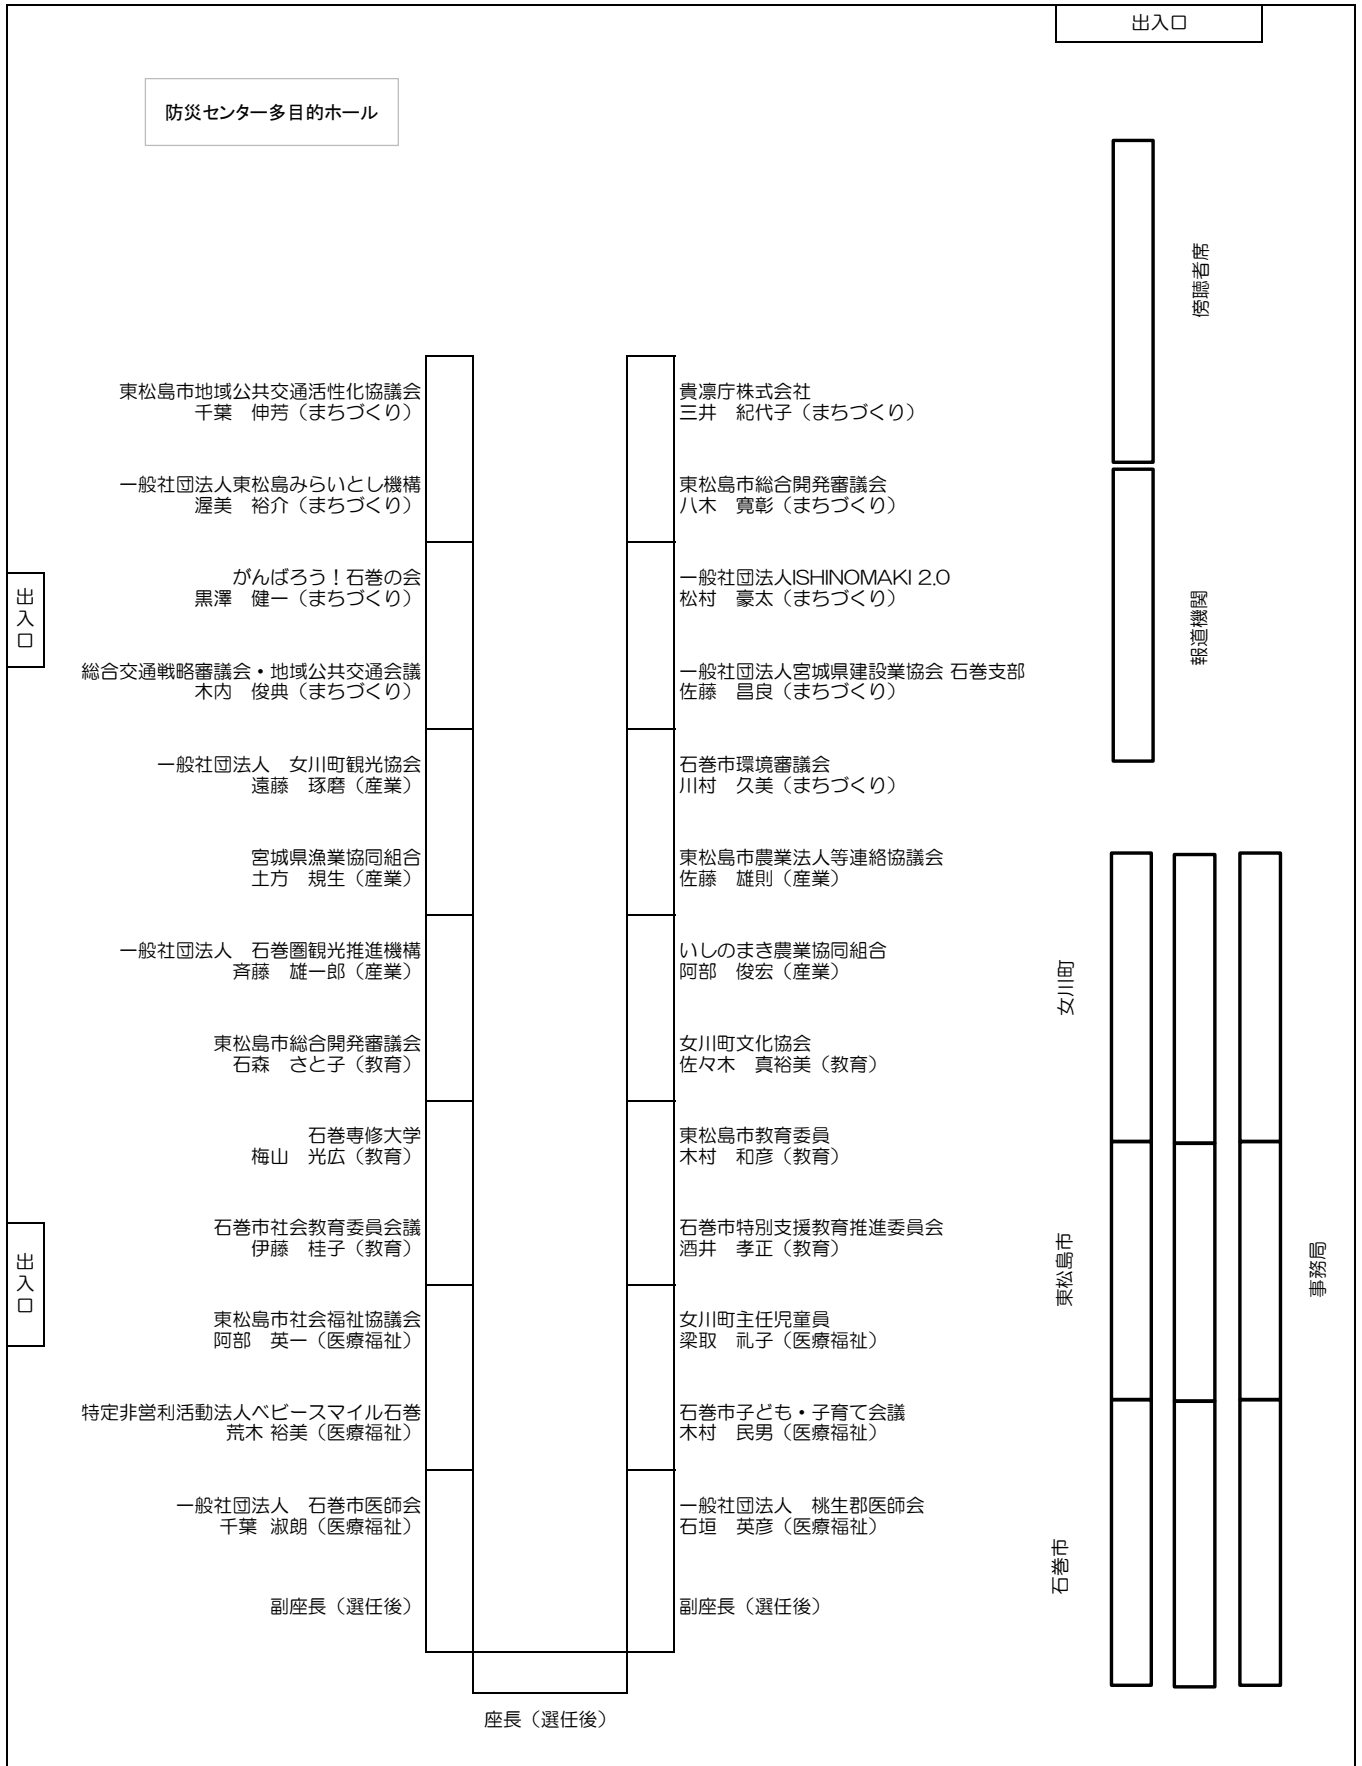 出入口
防災センター多目的ホール
傍聴者席
報道機関
出入口
出入口
東松島市地域公共交通活性化協議会
千葉　伸芳（まちづくり）
一般社団法人東松島みらいとし機構
渥美　裕介（まちづくり）
がんばろう！石巻の会
黒澤　健一（まちづくり）
総合交通戦略審議会・地域公共交通会議
木内　俊典（まちづくり）
一般社団法人　女川町観光協会
遠藤　琢磨（産業）
宮城県漁業協同組合
土方　規生（産業）
一般社団法人　石巻圏観光推進機構
斉藤　雄一郎（産業）
東松島市総合開発審議会
石森　さと子（教育）
石巻専修大学
梅山　光広（教育）
石巻市社会教育委員会議
伊藤　桂子（教育）
東松島市社会福祉協議会
阿部　英一（医療福祉）
特定非営利活動法人ベビースマイル石巻
荒木 裕美（医療福祉）
一般社団法人　石巻市医師会
千葉 淑朗（医療福祉）
副座長（選任後）
貴凛庁株式会社
三井　紀代子（まちづくり）
東松島市総合開発審議会
八木　寛彰（まちづくり）
一般社団法人ISHINOMAKI 2.0
松村　豪太（まちづくり）
一般社団法人宮城県建設業協会 石巻支部
佐藤　昌良（まちづくり）
石巻市環境審議会
川村　久美（まちづくり）
東松島市農業法人等連絡協議会
佐藤　雄則（産業）
いしのまき農業協同組合
阿部　俊宏（産業）
女川町文化協会
佐々木　真裕美（教育）
東松島市教育委員
木村　和彦（教育）
石巻市特別支援教育推進委員会
酒井　孝正（教育）
女川町主任児童員
梁取　礼子（医療福祉）
石巻市子ども・子育て会議
木村　民男（医療福祉）
一般社団法人　桃生郡医師会
石垣　英彦（医療福祉）
副座長（選任後）
座長（選任後）
女川町
東松島市
石巻市
事務局